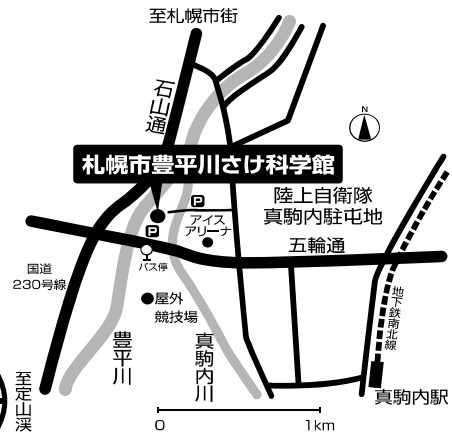 至札幌市街
石山通
N
札幌市豊平川さけ科学館
P
陸上自衛隊
真駒内駐屯地
アイス
アリーナ
P
五輪通
バス停
国道
230号線
屋外
競技場
地下鉄南北線
豊平川
真駒内川
至定山渓
真駒内駅
0
1km